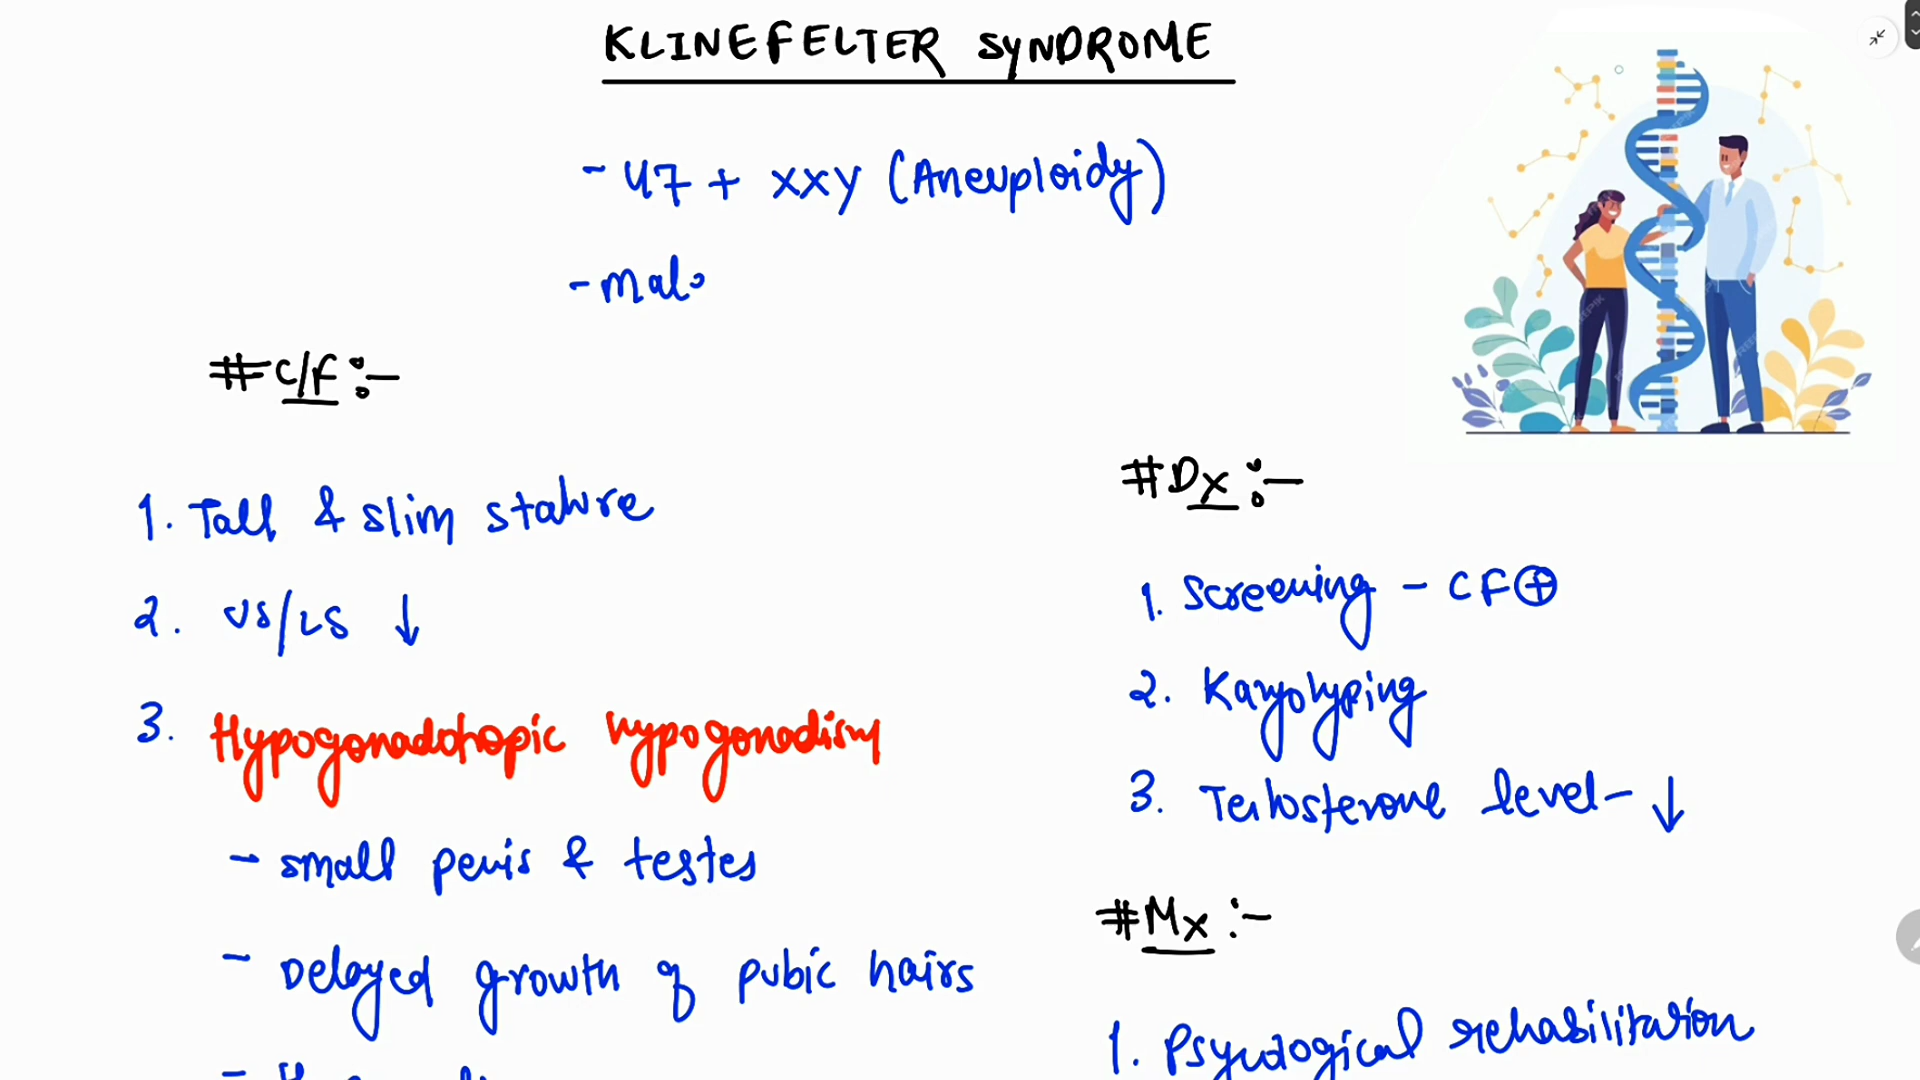 KLINEFELTER SYNDROME
- 47 + XXY (Aneuploidy)
- Male
# C/F :-
1. Tall & slim stature
2. US/LS ↓
3. Hypogonadotropic hypogonadism
- small penis & testes
- Delayed growth of pubic hairs
# Dx :-
1. Screening - CF ⊕
2. Karyotyping
3. Testosterone level - ↓
# Mx :-
1. Psychological rehabilitation